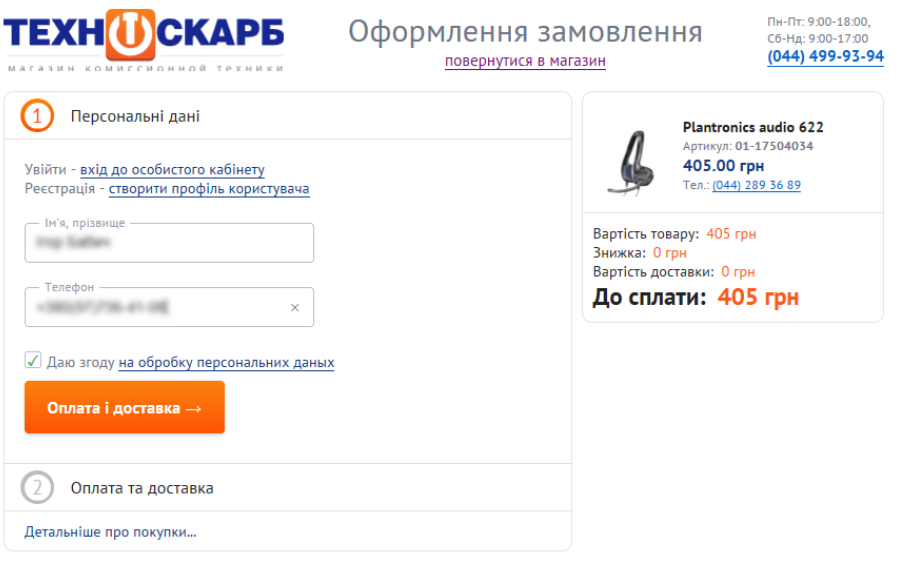 ТЕХНОСКАРБ
магазин комиссионной техники
Оформлення замовлення
повернутися в магазин
Пн-Пт: 9:00-18:00,
Сб-Нд: 9:00-17:00
(044) 499-93-94
1 Персональні дані
Увійти - вхід до особистого кабінету
Реєстрація - створити профіль користувача
Ім'я, прізвище
Телефон
×
Даю згоду на обробку персональних даных
Оплата і доставка →
2 Оплата та доставка
Детальніше про покупки...
Plantronics audio 622
Артикул: 01-17504034
405.00 грн
Тел.: (044) 289 36 89
Вартість товару: 405 грн
Знижка: 0 грн
Вартість доставки: 0 грн
До сплати: 405 грн